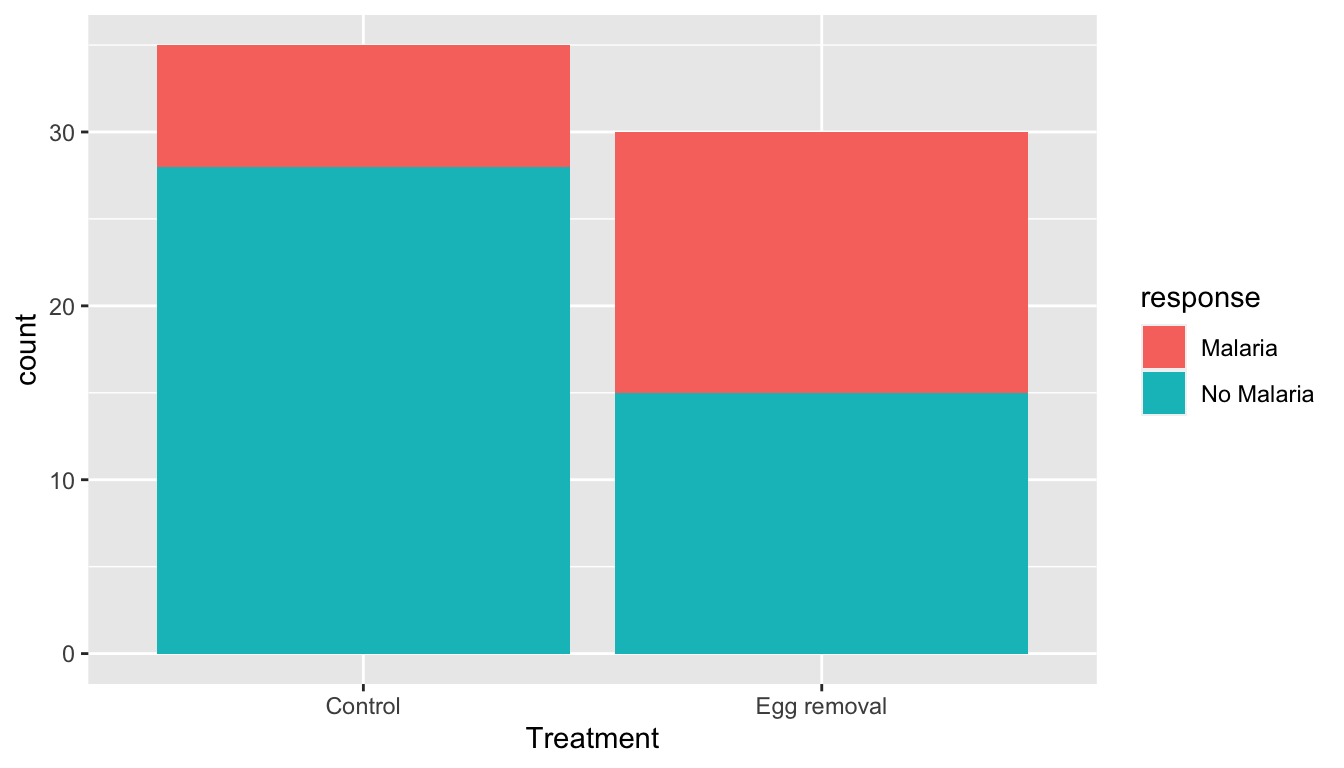 count
30
20
10
0
Control
Egg removal
Treatment
response
Malaria
No Malaria